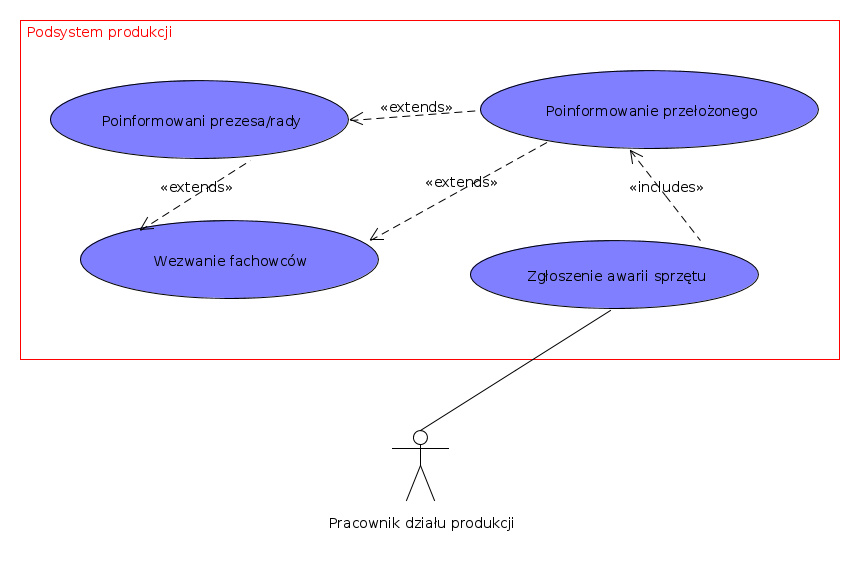 Podsystem produkcji
«extends»
Poinformowani prezesa/rady
Poinformowanie przełożonego
«extends»
«extends»
«includes»
Wezwanie fachowców
Zgłoszenie awarii sprzętu
Pracownik działu produkcji